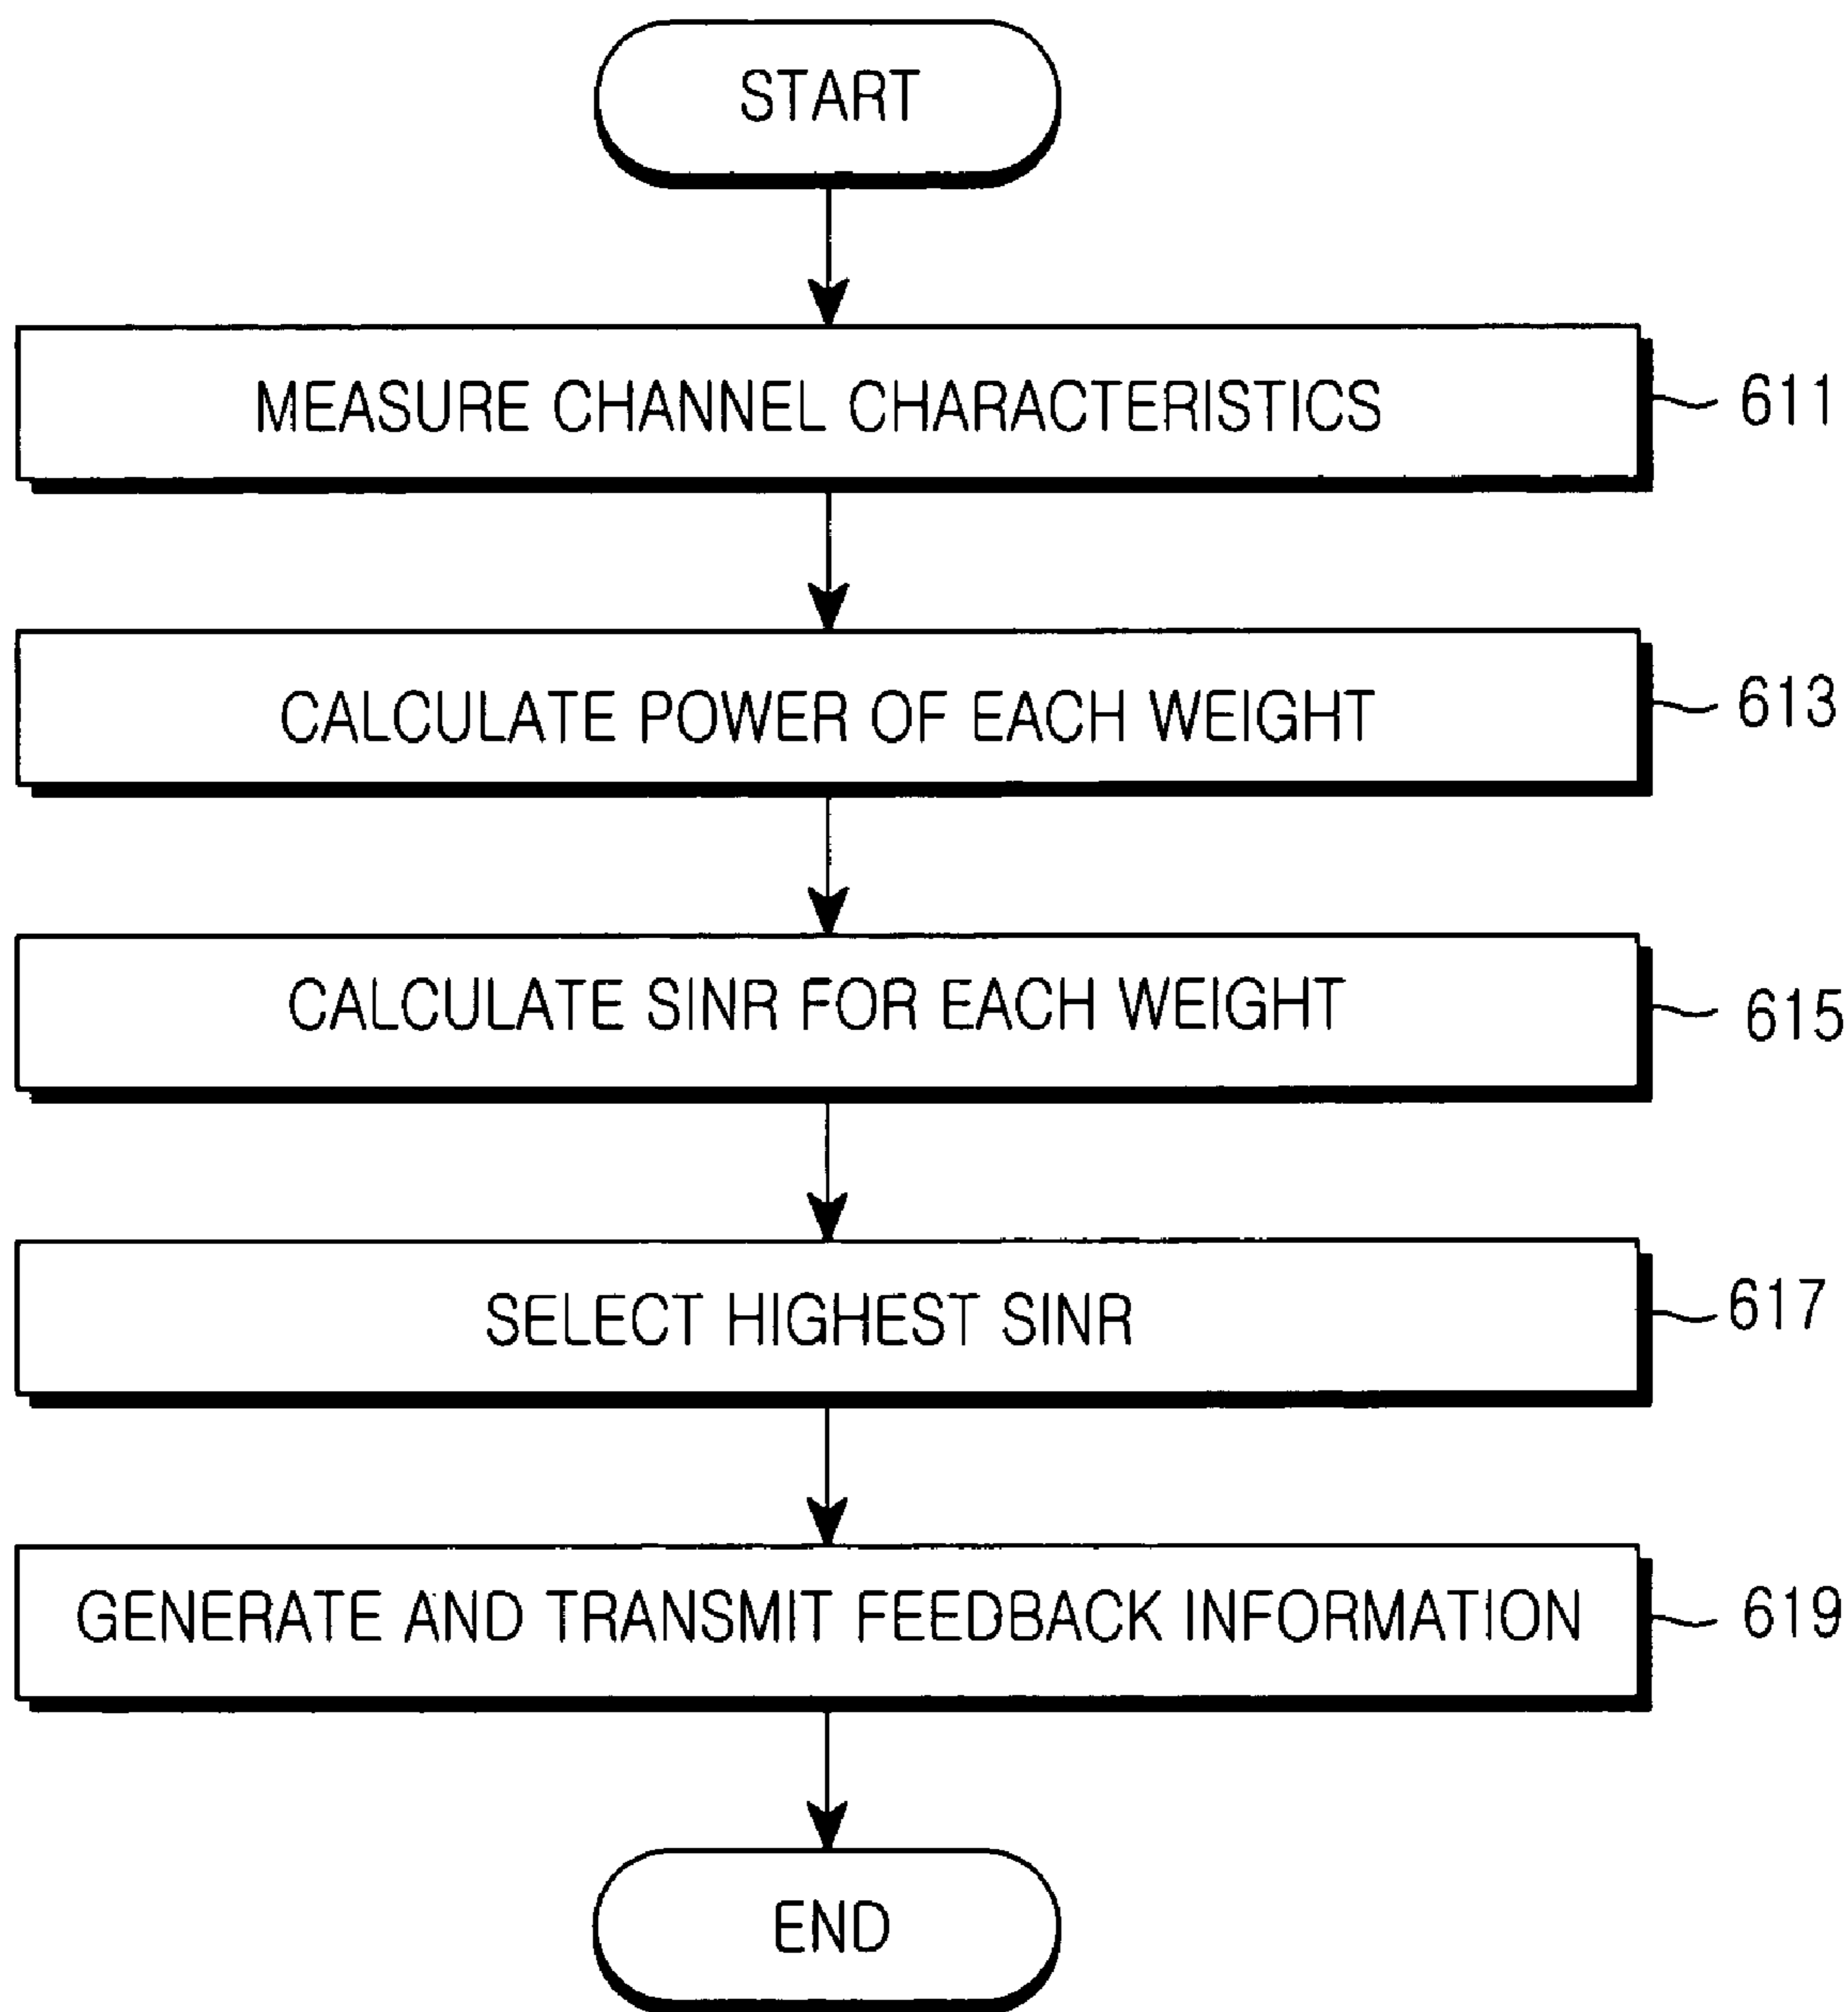 START
MEASURE CHANNEL CHARACTERISTICS
611
CALCULATE POWER OF EACH WEIGHT
613
CALCULATE SINR FOR EACH WEIGHT
615
SELECT HIGHEST SINR
617
GENERATE AND TRANSMIT FEEDBACK INFORMATION
619
END